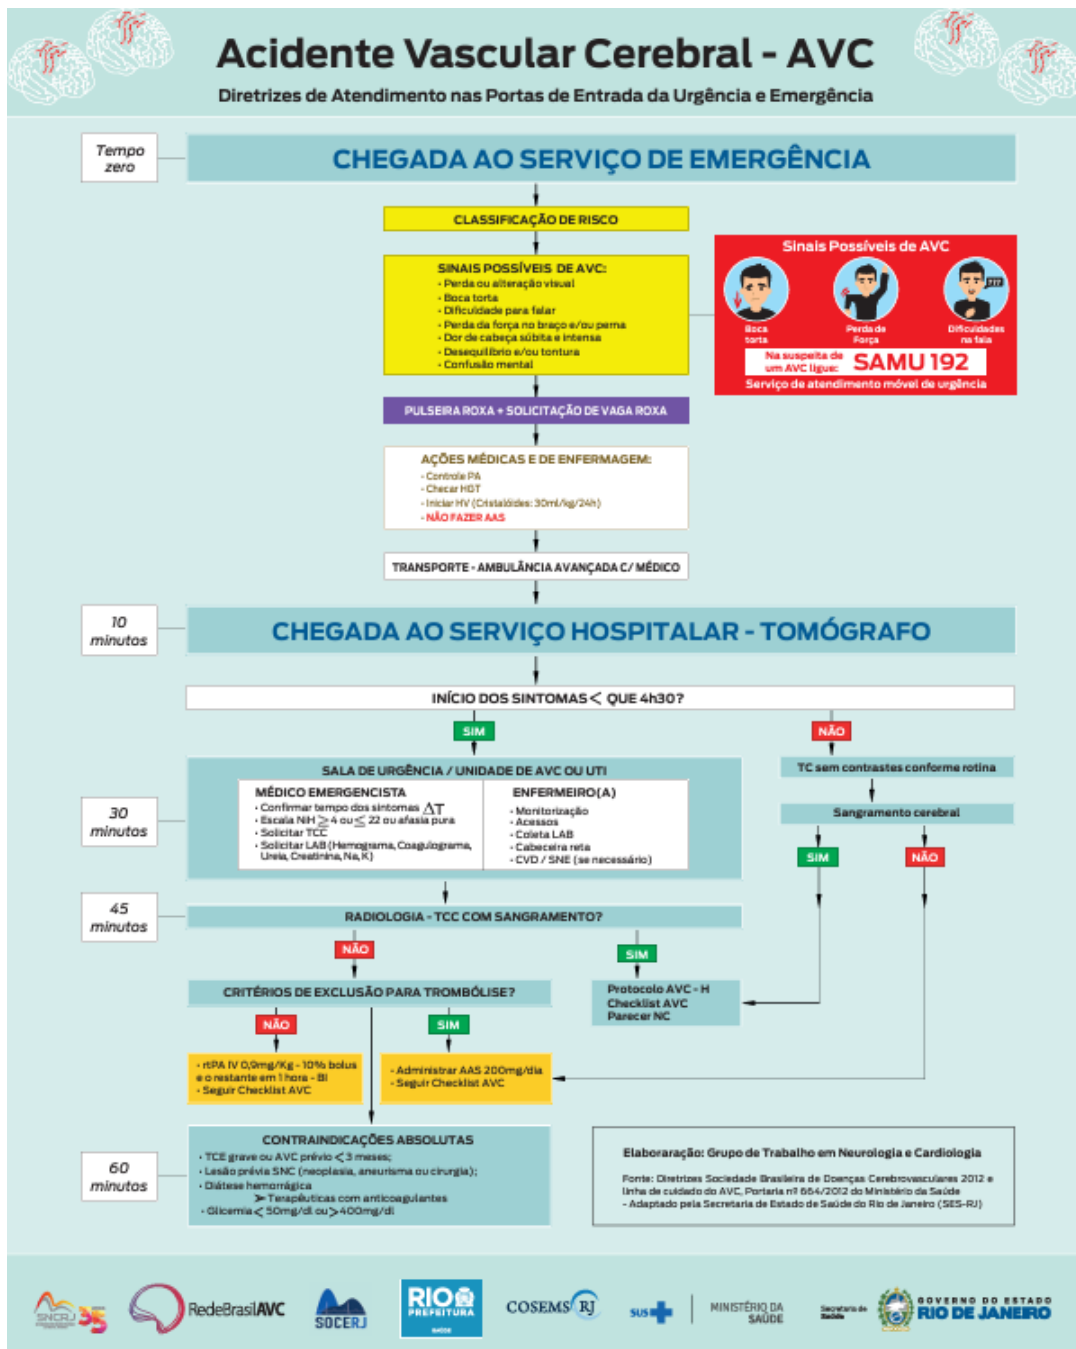 Acidente Vascular Cerebral - AVC
Diretrizes de Atendimento nas Portas de Entrada da Urgência e Emergência
Tempo
zero
CHEGADA AO SERVIÇO DE EMERGÊNCIA
CLASSIFICAÇÃO DE RISCO
SINAIS POSSÍVEIS DE AVC:
• Perda ou alteração visual
• Boca torta
• Dificuldade para falar
• Perda da força no braço e/ou perna
• Dor de cabeça súbita e intensa
• Desequilíbrio e/ou tontura
• Confusão mental
Sinais Possíveis de AVC
Boca
torta
Perda de
Força
Dificuldades
na fala
Na suspeita de
um AVC ligue:
SAMU 192
Serviço de atendimento móvel de urgência
PULSEIRA ROXA + SOLICITAÇÃO DE VAGA ROXA
AÇÕES MÉDICAS E DE ENFERMAGEM:
- Controle PA
- Checar HGT
- Iniciar HV (Cristalóides: 30ml/kg/24h)
- NÃO FAZER AAS
TRANSPORTE - AMBULÂNCIA AVANÇADA C/ MÉDICO
10
minutos
CHEGADA AO SERVIÇO HOSPITALAR - TOMÓGRAFO
INÍCIO DOS SINTOMAS < QUE 4h30?
SIM
NÃO
SALA DE URGÊNCIA / UNIDADE DE AVC OU UTI
30
minutos
MÉDICO EMERGENCISTA
• Confirmar tempo dos sintomas ΔT
• Escala NIH ≥ 4 ou ≤ 22 ou afasia pura
• Solicitar TCC
• Solicitar LAB (Hemograma, Coagulograma,
Ureia, Creatinina, Na, K)
ENFERMEIRO(A)
• Monitorização
• Acessos
• Coleta LAB
• Cabeceira reta
• CVD / SNE (se necessário)
TC sem contrastes conforme rotina
Sangramento cerebral
SIM
NÃO
45
minutos
RADIOLOGIA - TCC COM SANGRAMENTO?
NÃO
SIM
CRITÉRIOS DE EXCLUSÃO PARA TROMBÓLISE?
Protocolo AVC - H
Checklist AVC
Parecer NC
NÃO
SIM
• rtPA IV 0,9mg/Kg - 10% bolus
e o restante em 1 hora - BI
• Seguir Checklist AVC
- Administrar AAS 200mg/dia
- Seguir Checklist AVC
60
minutos
CONTRAINDICAÇÕES ABSOLUTAS
• TCE grave ou AVC prévio < 3 meses;
• Lesão prévia SNC (neoplasia, aneurisma ou cirurgia);
• Diátese hemorrágica
➤ Terapêuticas com anticoagulantes
• Glicemia < 50mg/dl ou > 400mg/dl
Elaboraração: Grupo de Trabalho em Neurologia e Cardiologia
Fonte: Diretrizes Sociedade Brasileira de Doenças Cerebrovasculares 2012 e
linha de cuidado do AVC, Portaria nº 664/2012 do Ministério da Saúde
- Adaptado pela Secretaria de Estado de Saúde do Rio de Janeiro (SES-RJ)
SNCRJ
RedeBrasilAVC
SOCERJ
RIO
PREFEITURA
SAÚDE
COSEMS RJ
SUS
MINISTÉRIO DA
SAÚDE
Secretaria de
Saúde
GOVERNO DO ESTADO
RIO DE JANEIRO